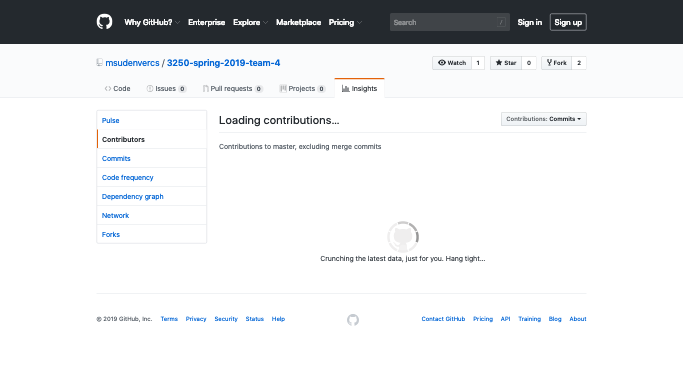 Why GitHub? Enterprise Explore Marketplace Pricing Search / Sign in Sign up
msudenvercs / 3250-spring-2019-team-4 Watch 1 Star 0 Fork 2
Code Issues 0 Pull requests 0 Projects 0 Insights
Pulse
Contributors
Commits
Code frequency
Dependency graph
Network
Forks
Loading contributions… Contributions: Commits
Contributions to master, excluding merge commits
Crunching the latest data, just for you. Hang tight…
© 2019 GitHub, Inc. Terms Privacy Security Status Help Contact GitHub Pricing API Training Blog About